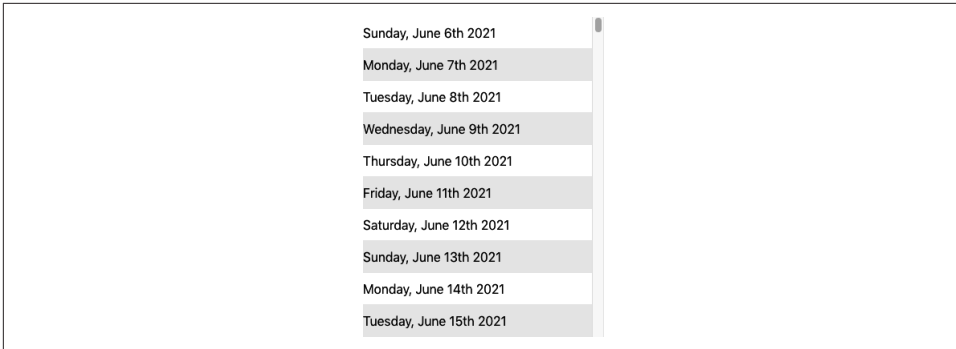 Sunday, June 6th 2021
Monday, June 7th 2021
Tuesday, June 8th 2021
Wednesday, June 9th 2021
Thursday, June 10th 2021
Friday, June 11th 2021
Saturday, June 12th 2021
Sunday, June 13th 2021
Monday, June 14th 2021
Tuesday, June 15th 2021